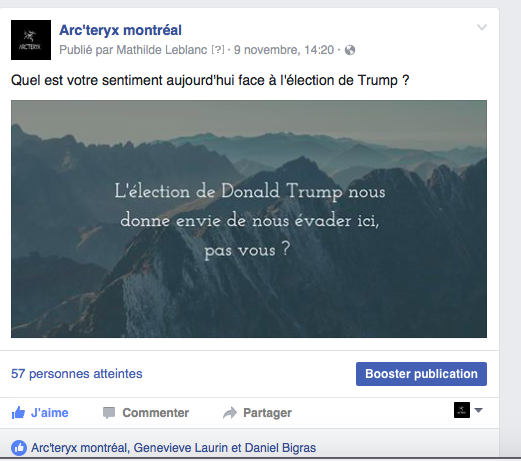 ARC'TERYX
Arc'teryx montréal
Publié par Mathilde Leblanc [?] · 9 novembre, 14:20 ·
Quel est votre sentiment aujourd'hui face à l'élection de Trump ?
L'élection de Donald Trump nous
donne envie de nous évader ici,
pas vous ?
57 personnes atteintes
Booster publication
J'aime
Commenter
Partager
Arc'teryx montréal, Genevieve Laurin et Daniel Bigras